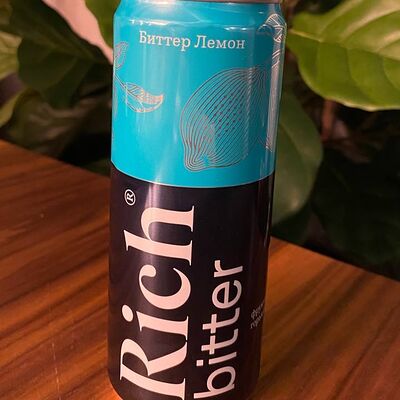 Биттер Лемон
Rich®
bitter